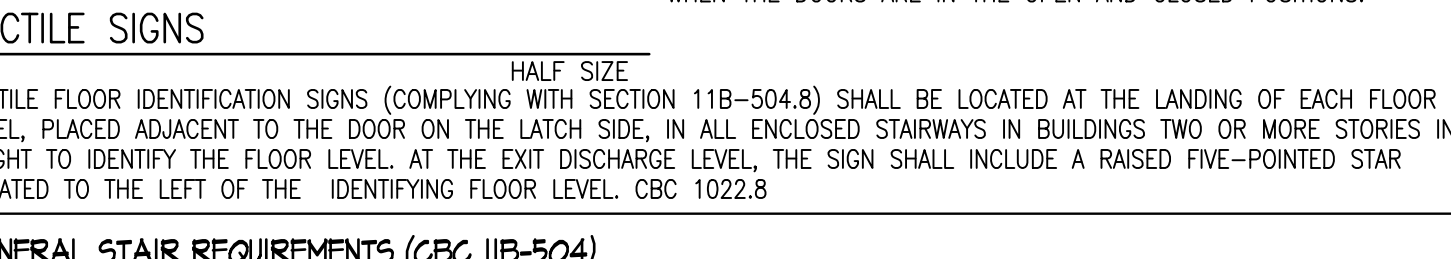 WHEN THE DOORS ARE IN THE OPEN AND CLOSED POSITIONS.
CTILE SIGNS
HALF SIZE
TILE FLOOR IDENTIFICATION SIGNS (COMPLYING WITH SECTION 11B-504.8) SHALL BE LOCATED AT THE LANDING OF EACH FLOOR
EL, PLACED ADJACENT TO THE DOOR ON THE LATCH SIDE, IN ALL ENCLOSED STAIRWAYS IN BUILDINGS TWO OR MORE STORIES IN
GHT TO IDENTIFY THE FLOOR LEVEL. AT THE EXIT DISCHARGE LEVEL, THE SIGN SHALL INCLUDE A RAISED FIVE-POINTED STAR
ATED TO THE LEFT OF THE IDENTIFYING FLOOR LEVEL. CBC 1022.8
NERAL STAIR REQUIREMENTS (CBC 11B-504)